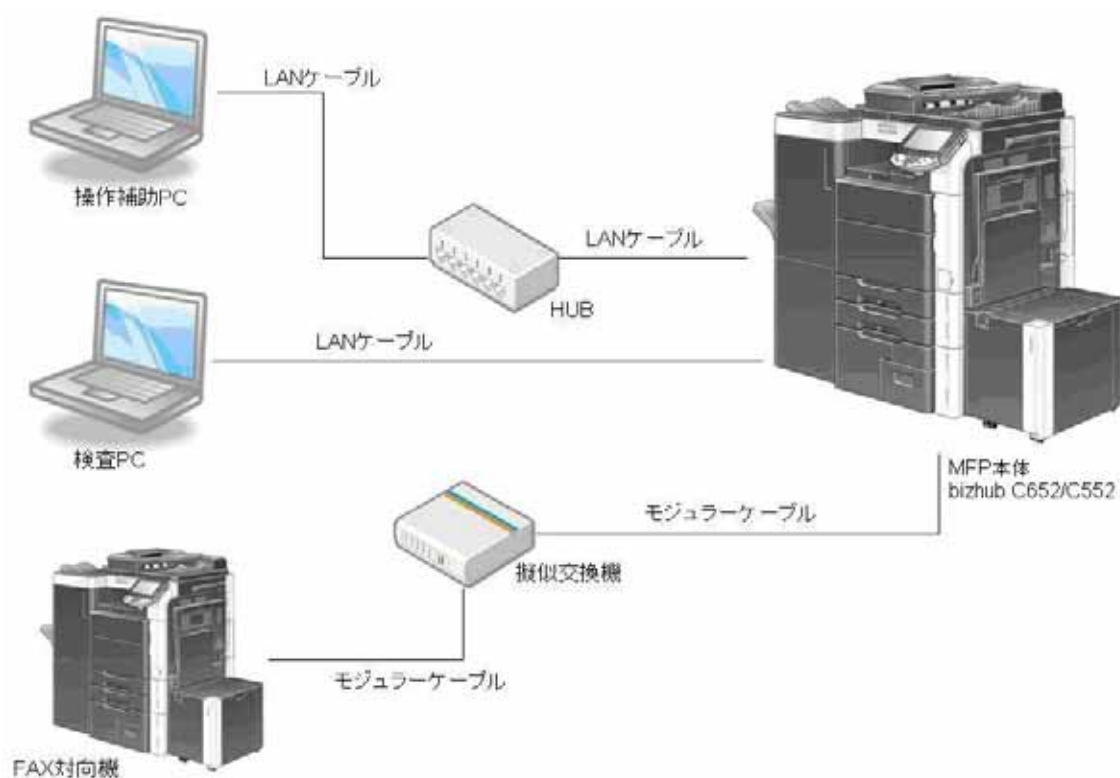 LANケーブル
操作補助PC
LANケーブル
HUB
LANケーブル
検査PC
MFP本体
bizhub C652/C552
モジュラーケーブル
擬似交換機
モジュラーケーブル
FAX対向機